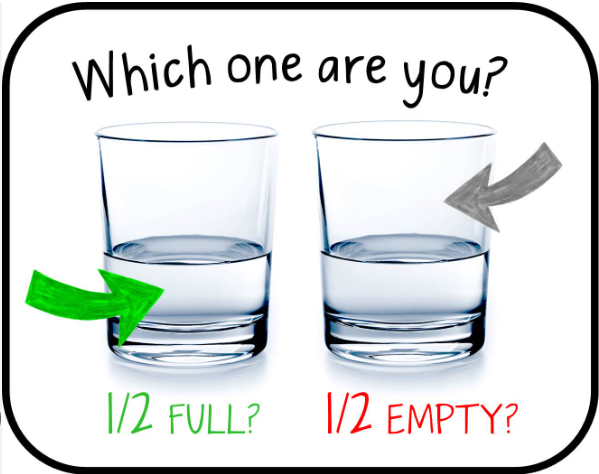 Which one are you?
1/2 FULL?
1/2 EMPTY?